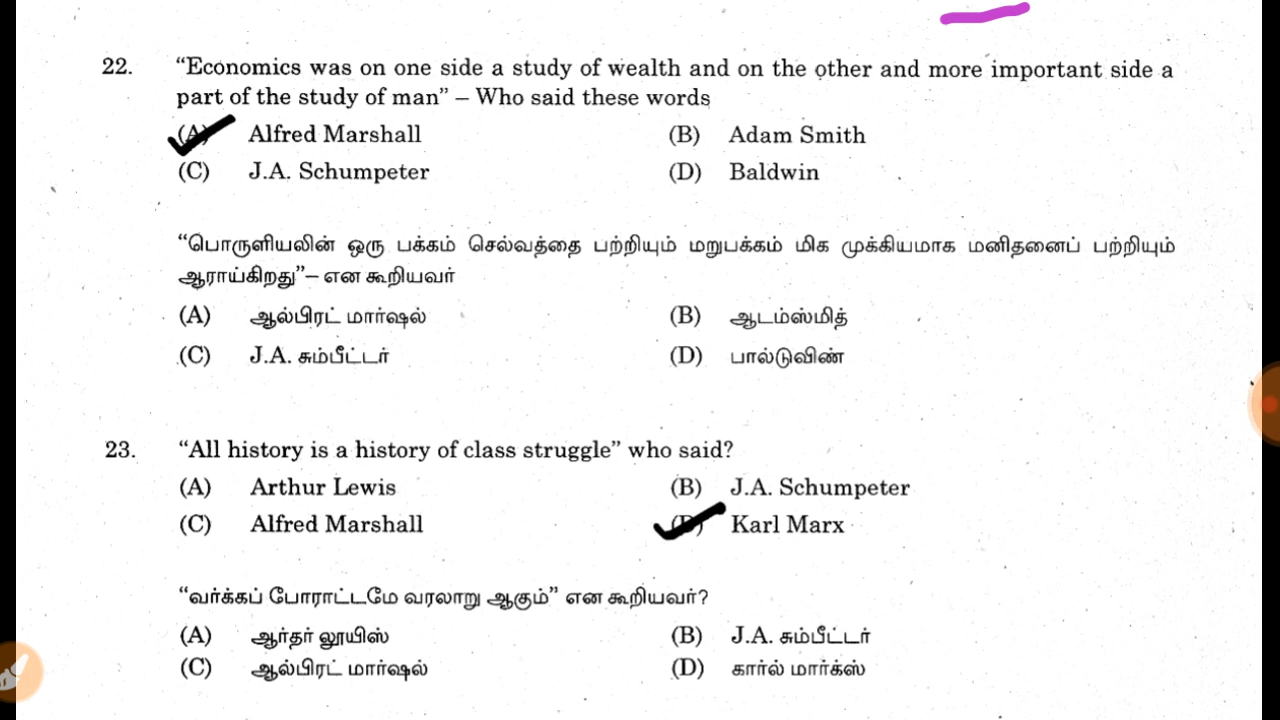 22. “Economics was on one side a study of wealth and on the other and more important side a
part of the study of man” – Who said these words
(A) Alfred Marshall (B) Adam Smith
(C) J.A. Schumpeter (D) Baldwin
“பொருளியலின் ஒரு பக்கம் செல்வத்தை பற்றியும் மறுபக்கம் மிக முக்கியமாக மனிதனைப் பற்றியும்
ஆராய்கிறது”– என கூறியவர்
(A) ஆல்பிரட் மார்ஷல் (B) ஆடம்ஸ்மித்
(C) J.A. சும்பீட்டர் (D) பால்டுவிண்
23. “All history is a history of class struggle” who said?
(A) Arthur Lewis (B) J.A. Schumpeter
(C) Alfred Marshall (D) Karl Marx
“வர்க்கப் போராட்டமே வரலாறு ஆகும்” என கூறியவர்?
(A) ஆர்தர் லூயிஸ் (B) J.A. சும்பீட்டர்
(C) ஆல்பிரட் மார்ஷல் (D) கார்ல் மார்க்ஸ்